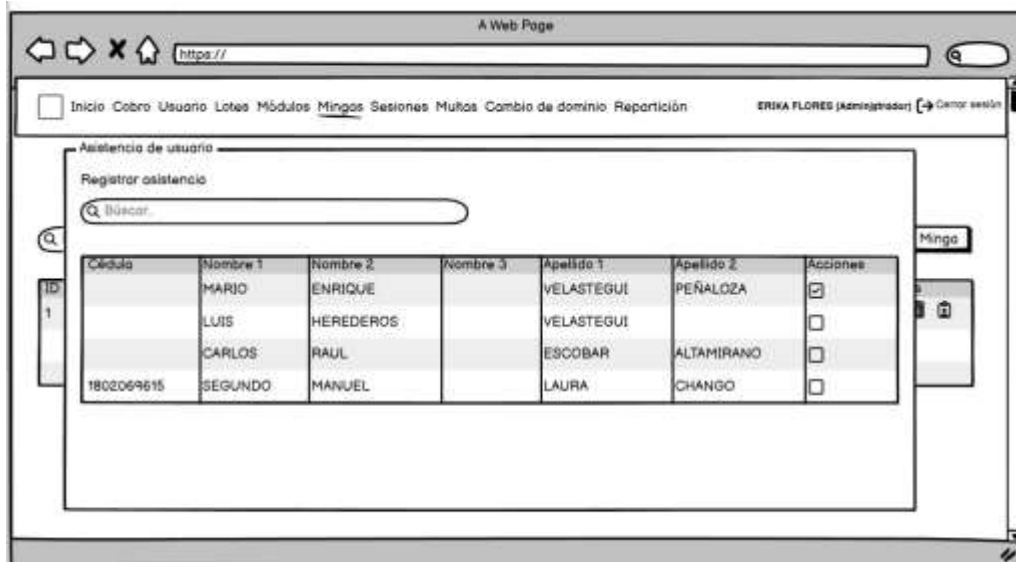 A Web Page
https://
Inicio Cobro Usuario Lotes Módulos Mingas Sesiones Multas Cambio de dominio Repartición ERIKA FLORES (Administrador) Cerrar sesión
Asistencia de usuario
Registrar asistencia
Búscar..
Minga
Cédula Nombre 1 Nombre 2 Nombre 3 Apellido 1 Apellido 2 Acciones
ID
MARIO ENRIQUE VELASTEGUI PEÑALOZA
1
LUIS HEREDEROS VELASTEGUI
CARLOS RAUL ESCOBAR ALTAMIRANO
1802069615 SEGUNDO MANUEL LAURA CHANGO